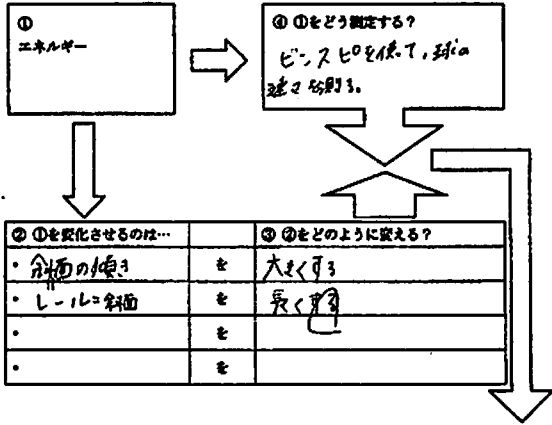 ①
エネルギー
④ ①をどう測定する？
ビースピを使って、球の
速さを測る。
② ①を変化させるのは…
③ ②をどのように変える？
・斜面の傾き を 大きくする
・レール=斜面 を 長くする
・ を
・ を